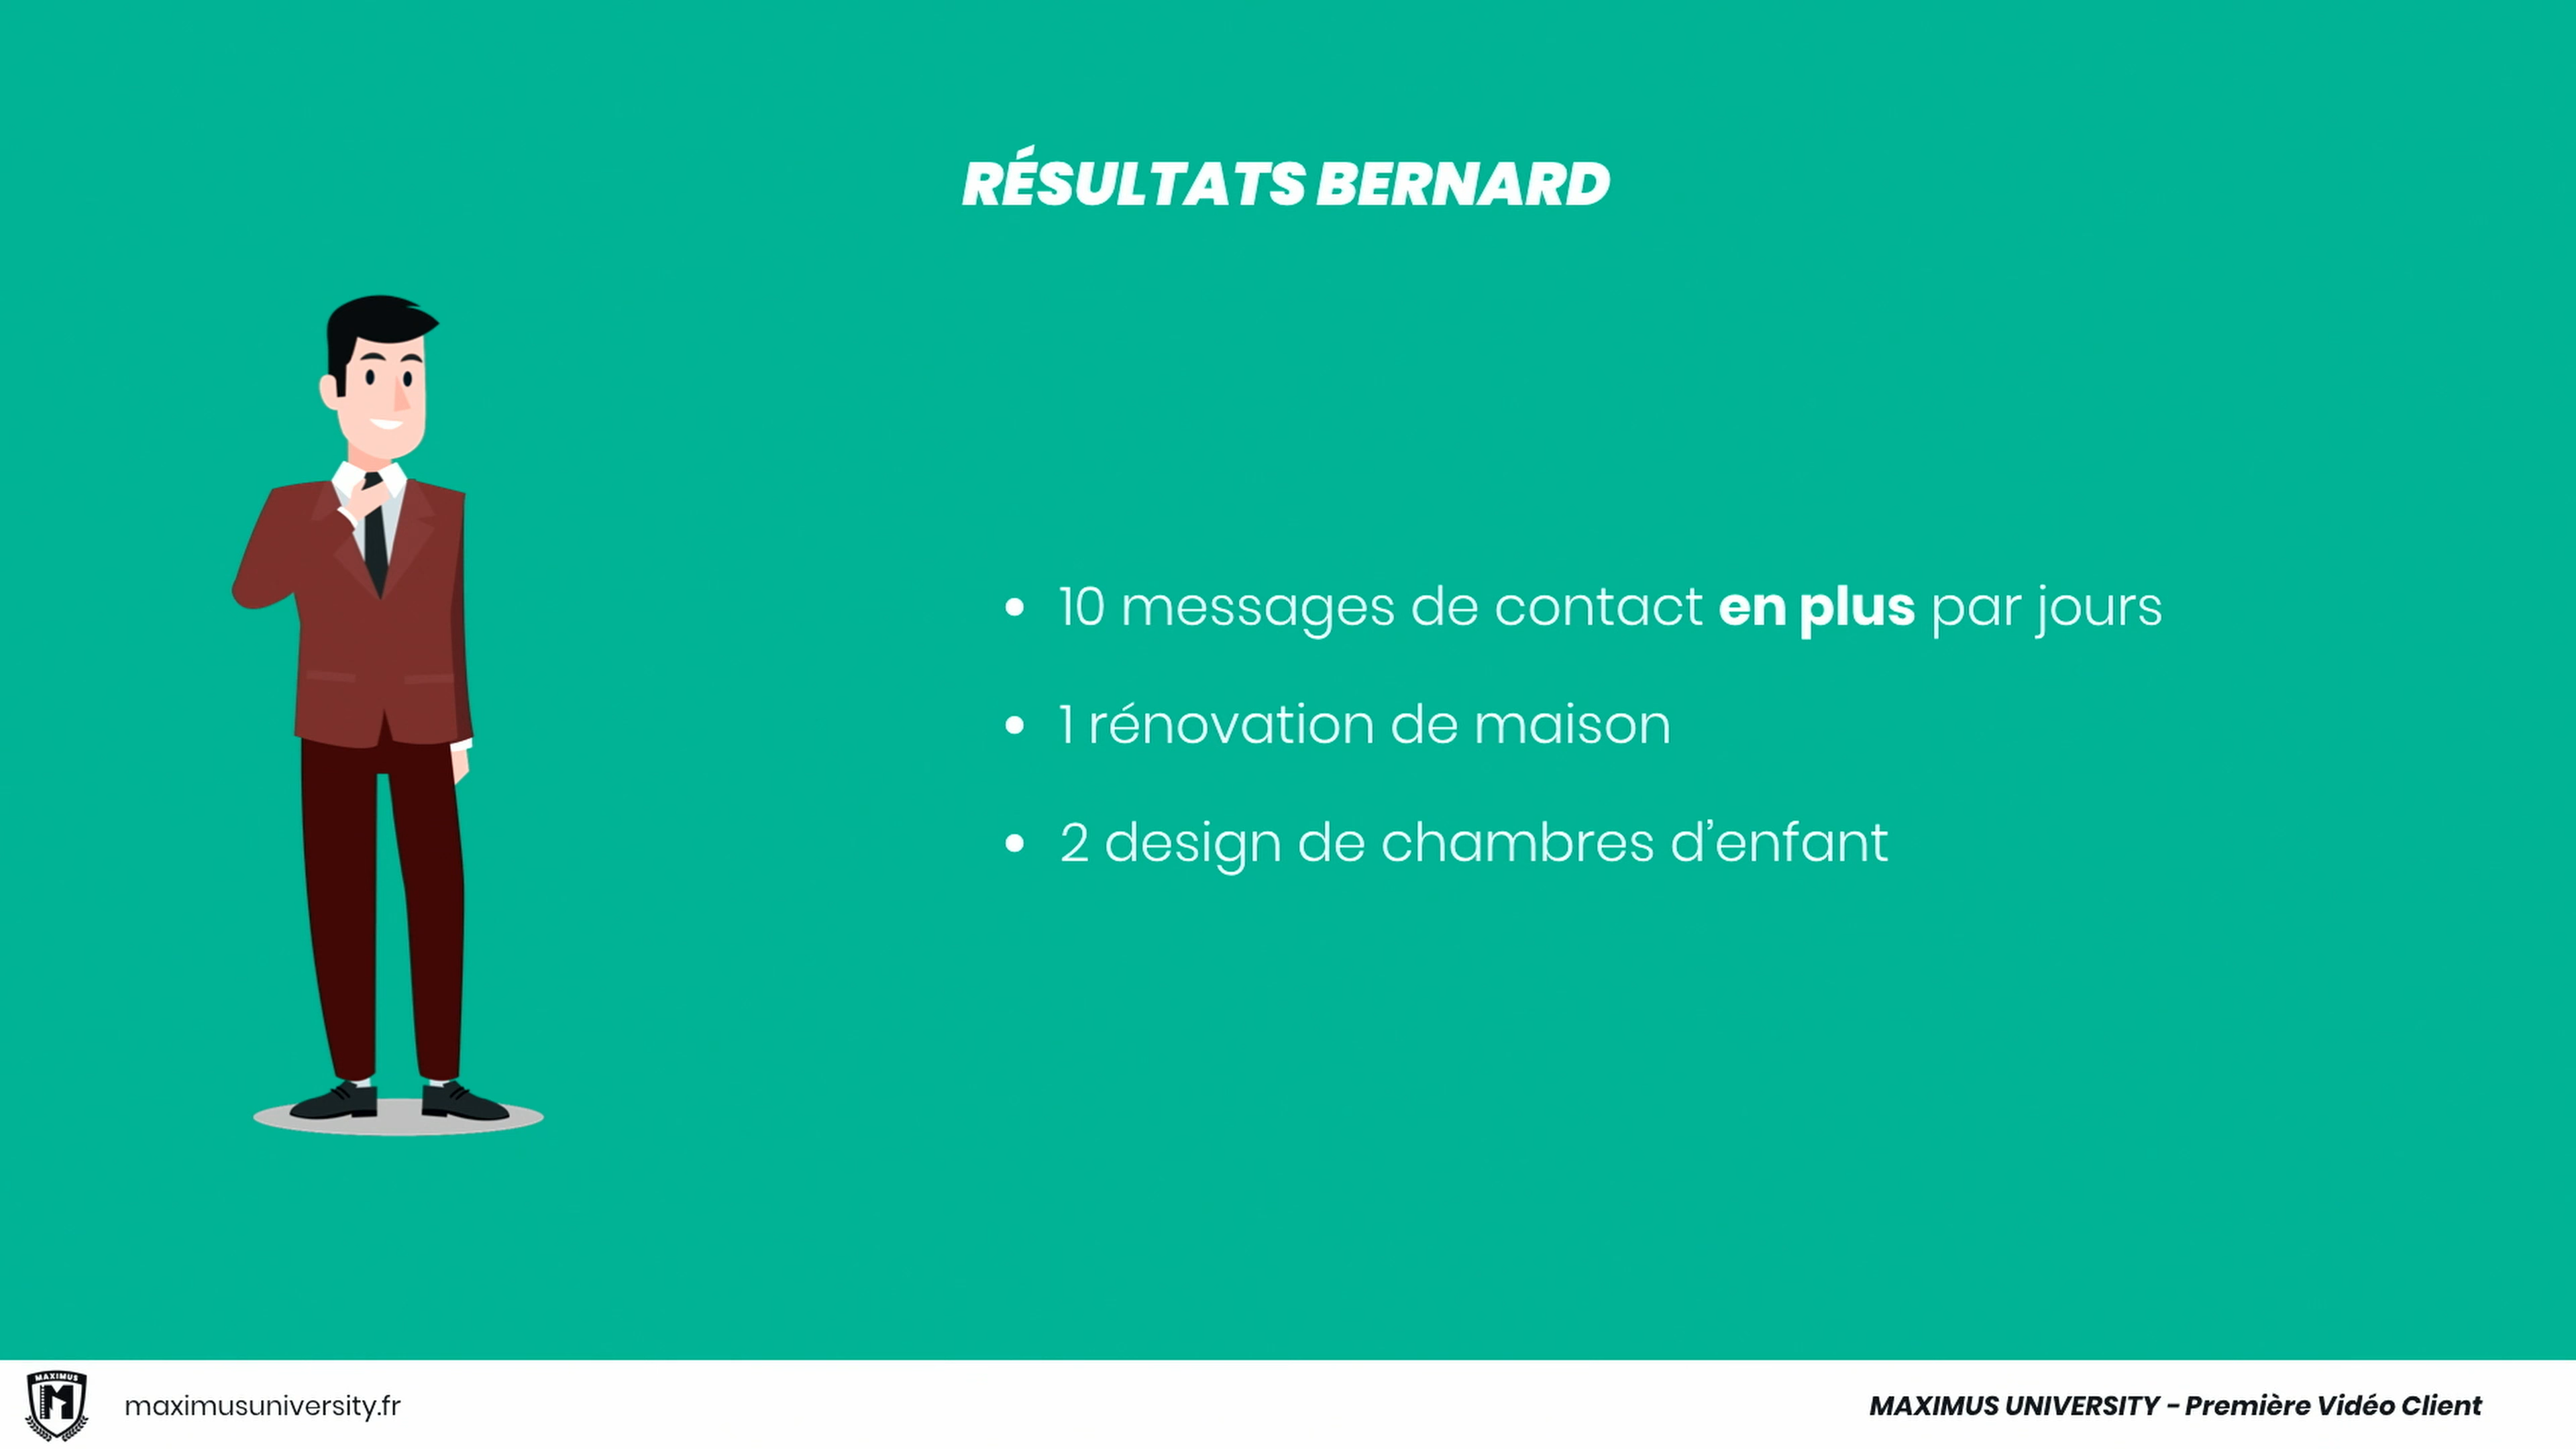 RÉSULTATS BERNARD
• 10 messages de contact en plus par jours
• 1 rénovation de maison
• 2 design de chambres d’enfant
MAXIMUS
M
maximusuniversity.fr
MAXIMUS UNIVERSITY - Première Vidéo Client